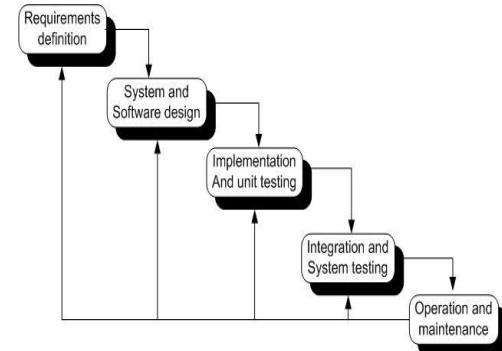 Requirements
definition
System and
Software design
Implementation
And unit testing
Integration and
System testing
Operation and
maintenance